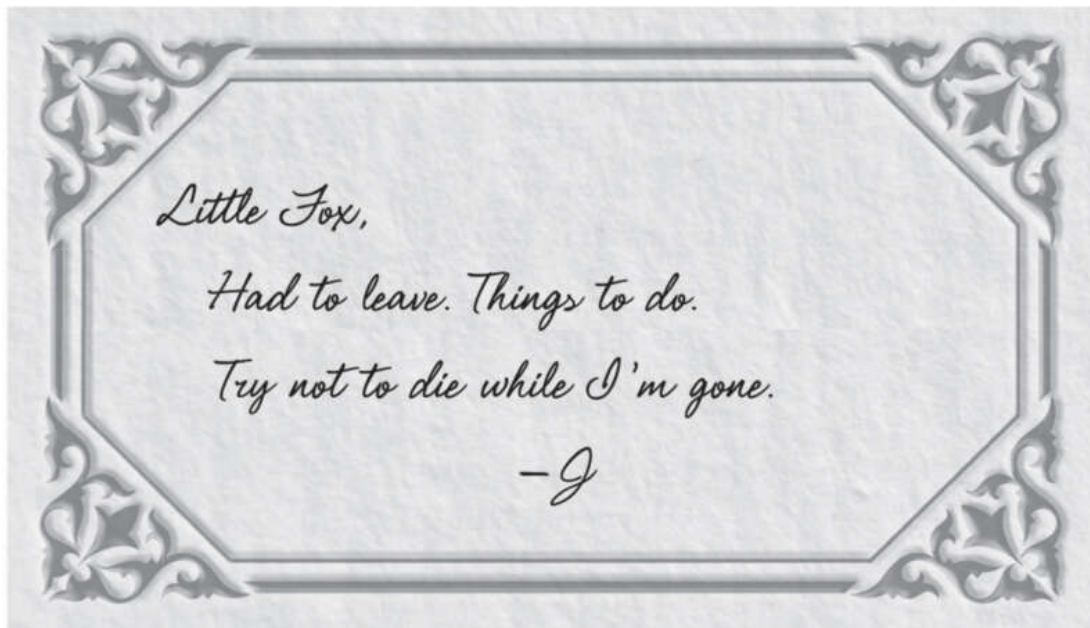 Little Fox,
Had to leave. Things to do.
Try not to die while I'm gone.
–J